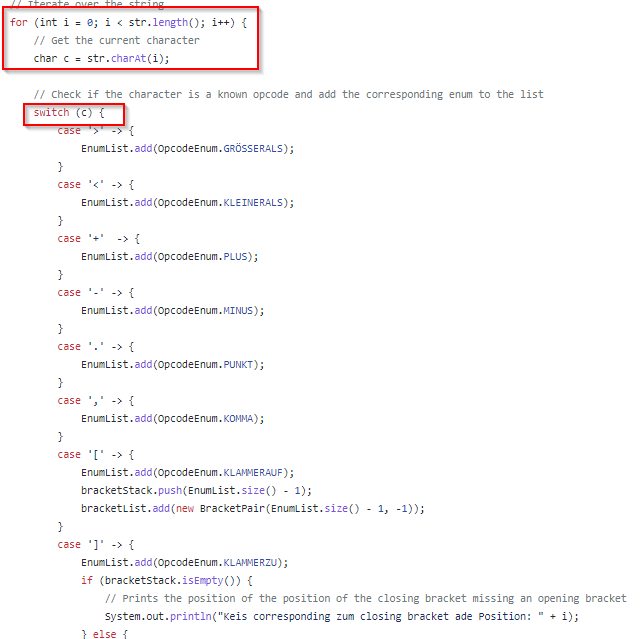 // Iterate over the string
for (int i = 0; i < str.length(); i++) {
// Get the current character
char c = str.charAt(i);
// Check if the character is a known opcode and add the corresponding enum to the list
switch (c) {
case '>' -> {
EnumList.add(OpcodeEnum.GRÖSSERALS);
}
case '<' -> {
EnumList.add(OpcodeEnum.KLEINERALS);
}
case '+'  -> {
EnumList.add(OpcodeEnum.PLUS);
}
case '-' -> {
EnumList.add(OpcodeEnum.MINUS);
}
case '.' -> {
EnumList.add(OpcodeEnum.PUNKT);
}
case ',' -> {
EnumList.add(OpcodeEnum.KOMMA);
}
case '[' -> {
EnumList.add(OpcodeEnum.KLAMMERAUF);
bracketStack.push(EnumList.size() - 1);
bracketList.add(new BracketPair(EnumList.size() - 1, -1));
}
case ']' -> {
EnumList.add(OpcodeEnum.KLAMMERZU);
if (bracketStack.isEmpty()) {
// Prints the position of the position of the closing bracket missing an opening bracket
System.out.println("Keis corresponding zum closing bracket ade Position: " + i);
} else {